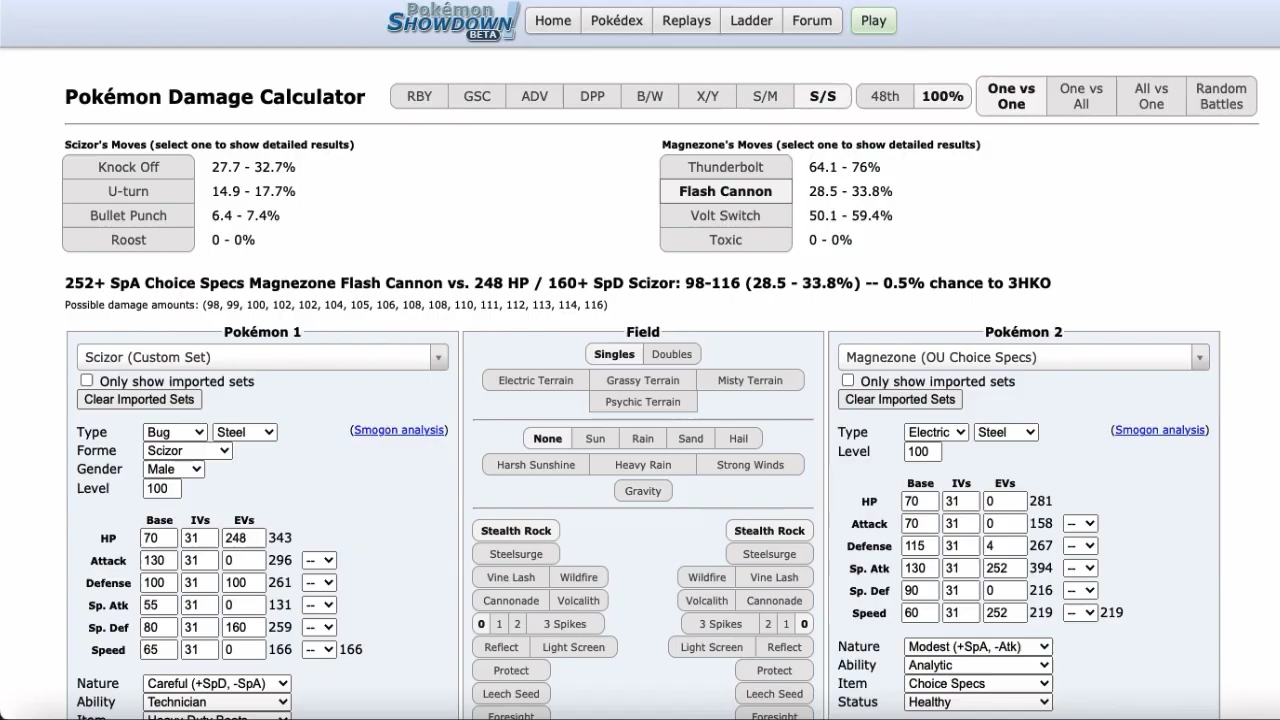 Pokémon
SHOWDOWN!
BETA
Home Pokédex Replays Ladder Forum Play
Pokémon Damage Calculator RBY GSC ADV DPP B/W X/Y S/M S/S 48th 100% One vs One One vs All All vs One Random Battles
Scizor's Moves (select one to show detailed results)
Knock Off 27.7 - 32.7%
U-turn 14.9 - 17.7%
Bullet Punch 6.4 - 7.4%
Roost 0 - 0%
Magnezone's Moves (select one to show detailed results)
Thunderbolt 64.1 - 76%
Flash Cannon 28.5 - 33.8%
Volt Switch 50.1 - 59.4%
Toxic 0 - 0%
252+ SpA Choice Specs Magnezone Flash Cannon vs. 248 HP / 160+ SpD Scizor: 98-116 (28.5 - 33.8%) -- 0.5% chance to 3HKO
Possible damage amounts: (98, 99, 100, 102, 102, 104, 105, 106, 108, 108, 110, 111, 112, 113, 114, 116)
Pokémon 1
Scizor (Custom Set)
Only show imported sets
Clear Imported Sets
Type Bug Steel (Smogon analysis)
Forme Scizor
Gender Male
Level 100
Base IVs EVs
HP 70 31 248 343
Attack 130 31 0 296 --
Defense 100 31 100 261 --
Sp. Atk 55 31 0 131 --
Sp. Def 80 31 160 259 --
Speed 65 31 0 166 -- 166
Nature Careful (+SpD, -SpA)
Ability Technician
Item Heavy-Duty Boots
Field
Singles Doubles
Electric Terrain Grassy Terrain Misty Terrain
Psychic Terrain
None Sun Rain Sand Hail
Harsh Sunshine Heavy Rain Strong Winds
Gravity
Stealth Rock Stealth Rock
Steelsurge Steelsurge
Vine Lash Wildfire Wildfire Vine Lash
Cannonade Volcalith Volcalith Cannonade
0 1 2 3 Spikes 3 Spikes 2 1 0
Reflect Light Screen Light Screen Reflect
Protect Protect
Leech Seed Leech Seed
Foresight Foresight
Pokémon 2
Magnezone (OU Choice Specs)
Only show imported sets
Clear Imported Sets
Type Electric Steel (Smogon analysis)
Level 100
Base IVs EVs
HP 70 31 0 281
Attack 70 31 0 158 --
Defense 115 31 4 267 --
Sp. Atk 130 31 252 394 --
Sp. Def 90 31 0 216 --
Speed 60 31 252 219 -- 219
Nature Modest (+SpA, -Atk)
Ability Analytic
Item Choice Specs
Status Healthy